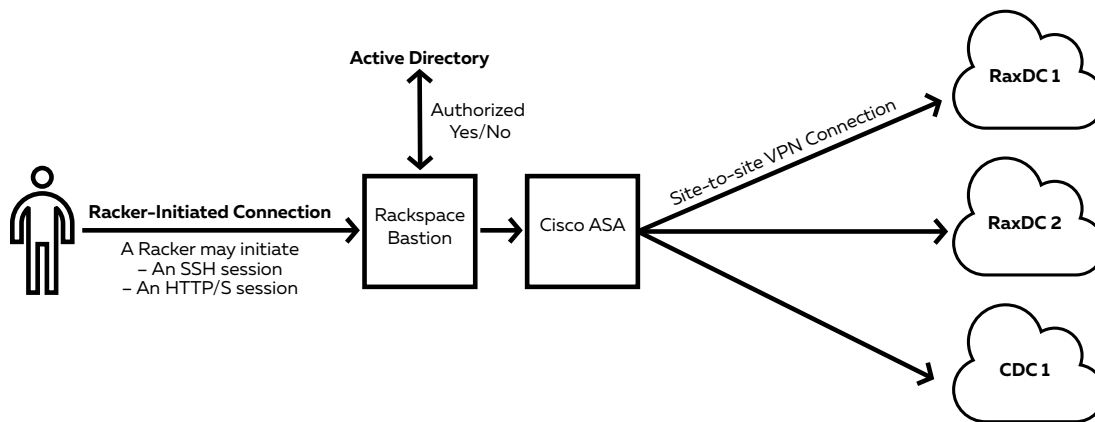 Active Directory
Authorized
Yes/No
Racker-Initiated Connection
A Racker may initiate
– An SSH session
– An HTTP/S session
Rackspace
Bastion
Cisco ASA
Site-to-site VPN Connection
RaxDC 1
RaxDC 2
CDC 1